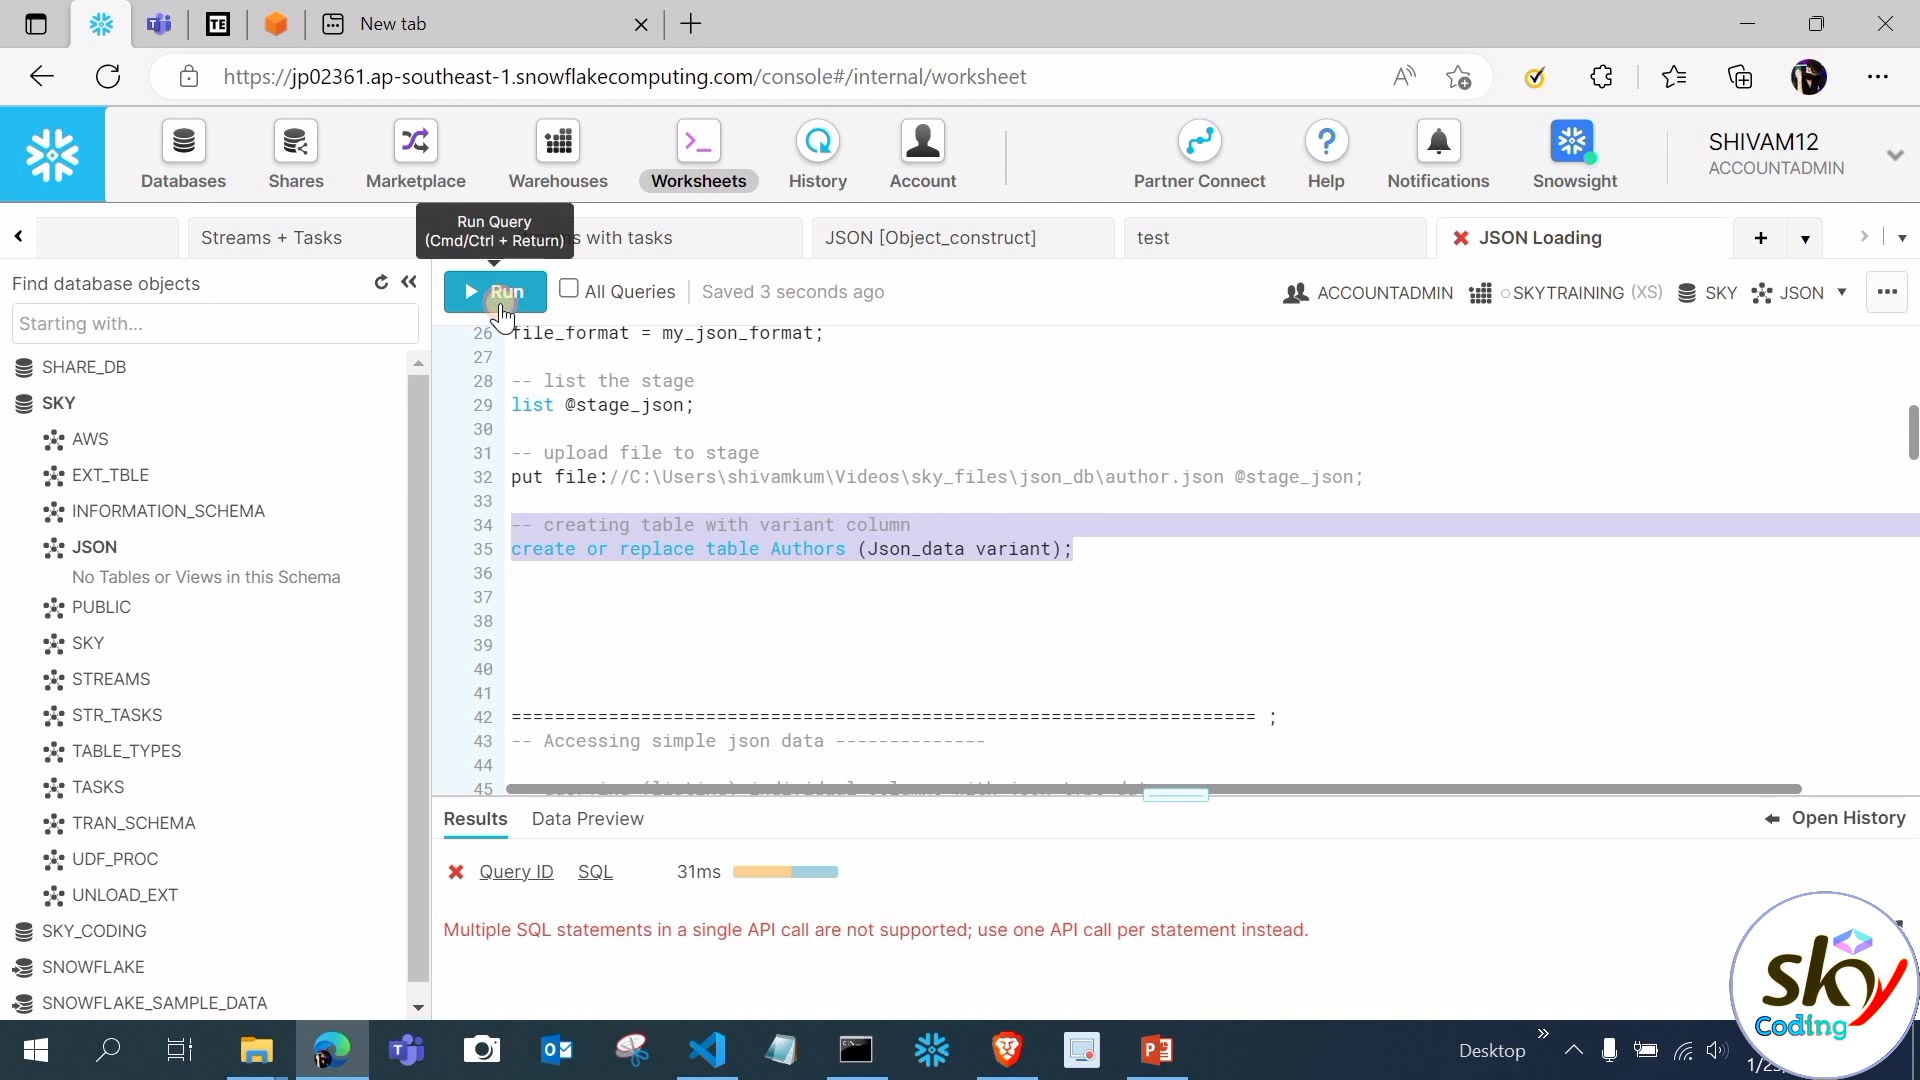 TE
New tab
https://jp02361.ap-southeast-1.snowflakecomputing.com/console#/internal/worksheet
Databases
Shares
Marketplace
Warehouses
Worksheets
History
Account
Partner Connect
Help
Notifications
Snowsight
SHIVAM12
ACCOUNTADMIN
Streams + Tasks
with tasks
JSON [Object_construct]
test
JSON Loading
Run Query
(Cmd/Ctrl + Return)
Find database objects
Starting with...
Run
All Queries
Saved 3 seconds ago
ACCOUNTADMIN
SKYTRAINING (XS)
SKY
JSON
SHARE_DB
SKY
AWS
EXT_TBLE
INFORMATION_SCHEMA
JSON
No Tables or Views in this Schema
PUBLIC
SKY
STREAMS
STR_TASKS
TABLE_TYPES
TASKS
TRAN_SCHEMA
UDF_PROC
UNLOAD_EXT
SKY_CODING
SNOWFLAKE
SNOWFLAKE_SAMPLE_DATA
26 file_format = my_json_format;
27
28 -- list the stage
29 list @stage_json;
30
31 -- upload file to stage
32 put file://C:\Users\shivamkum\Videos\sky_files\json_db\author.json @stage_json;
33
34 -- creating table with variant column
35 create or replace table Authors (Json_data variant);
36
37
38
39
40
41
42 ===================================================================== ;
43 -- Accessing simple json data --------------
44
45
Results
Data Preview
Open History
Query ID
SQL
31ms
Multiple SQL statements in a single API call are not supported; use one API call per statement instead.
sky
Coding
Desktop